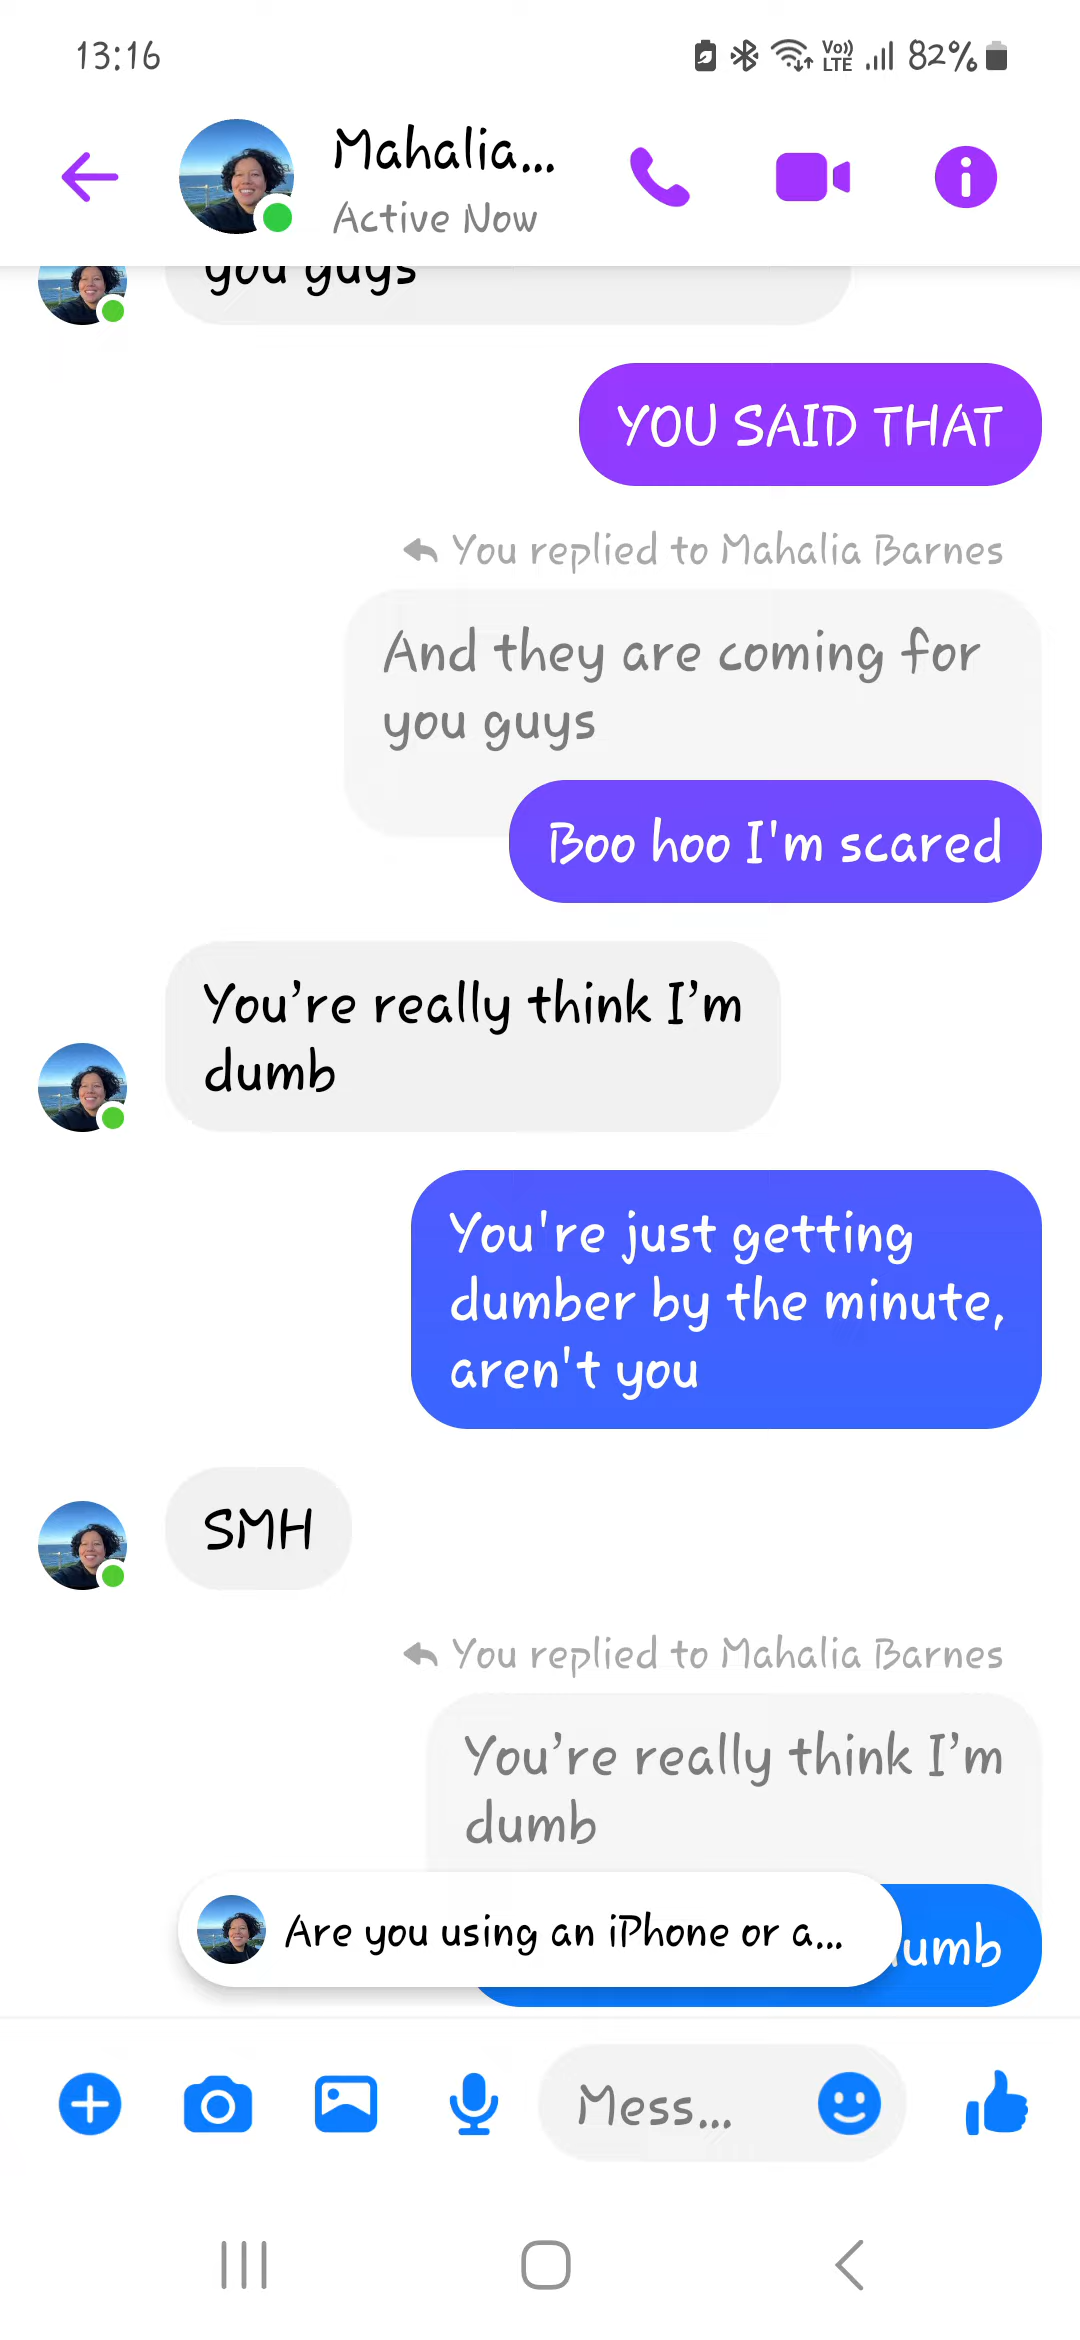 13:16
Vo)) LTE 82%
Mahalia...
Active Now
you guys
YOU SAID THAT
You replied to Mahalia Barnes
And they are coming for
you guys
Boo hoo I'm scared
You’re really think I’m
dumb
You're just getting
dumber by the minute,
aren't you
SMH
You replied to Mahalia Barnes
You’re really think I’m
dumb
Are you using an iPhone or a...
Mess...